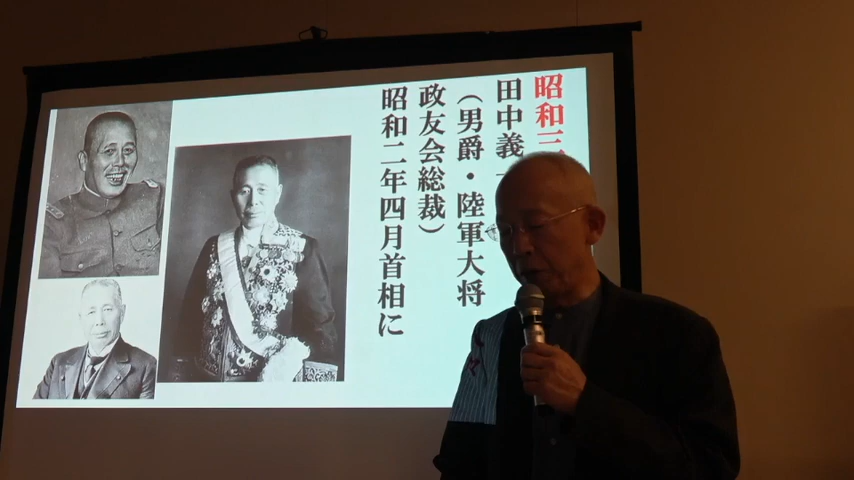 昭和三
田中義
（男爵・陸軍大将
政友会総裁）
昭和二年四月首相に